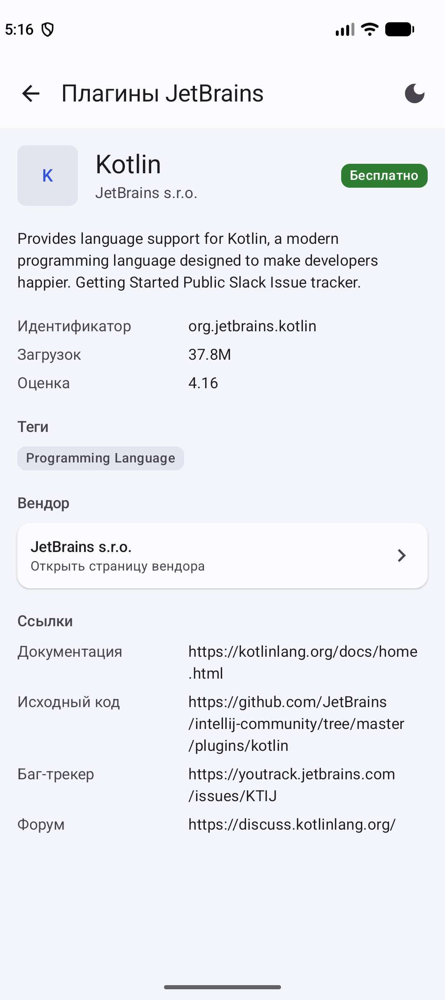 5:16
Плагины JetBrains
K
Kotlin
JetBrains s.r.o.
Бесплатно
Provides language support for Kotlin, a modern
programming language designed to make developers
happier. Getting Started Public Slack Issue tracker.
Идентификатор org.jetbrains.kotlin
Загрузок 37.8M
Оценка 4.16
Теги
Programming Language
Вендор
JetBrains s.r.o.
Открыть страницу вендора
Ссылки
Документация https://kotlinlang.org/docs/home
.html
Исходный код https://github.com/JetBrains
/intellij-community/tree/master
/plugins/kotlin
Баг-трекер https://youtrack.jetbrains.com
/issues/KTIJ
Форум https://discuss.kotlinlang.org/